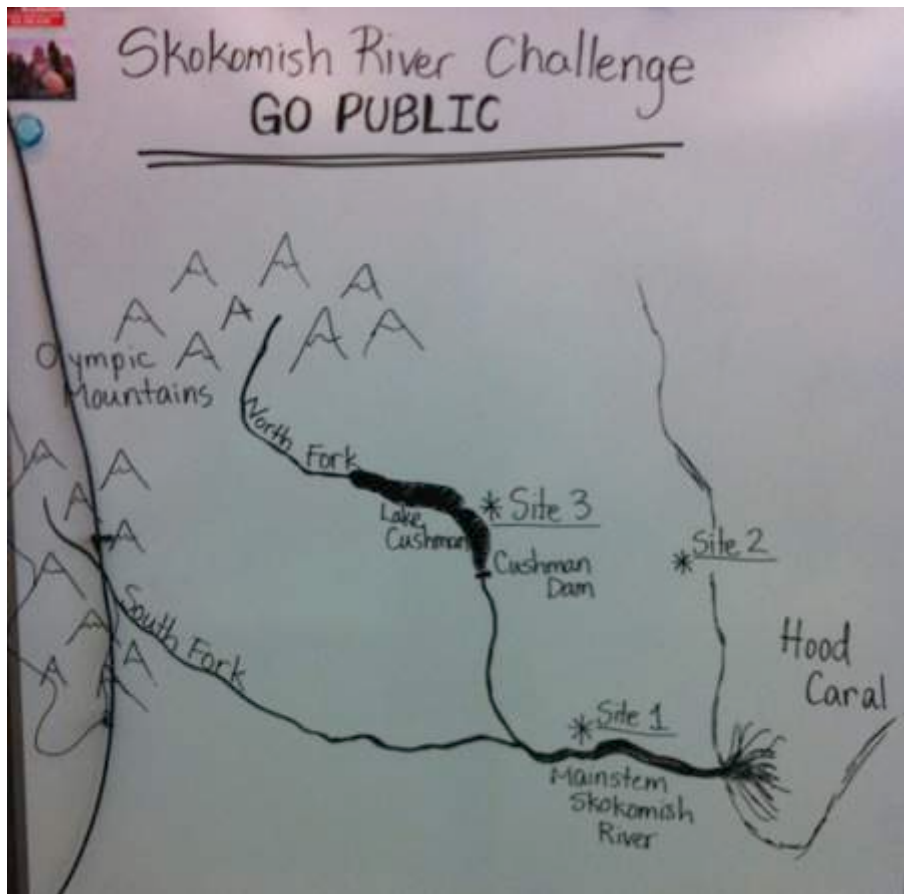 Skokomish River Challenge
GO PUBLIC
Olympic
Mountains
North Fork
Lake
Cushman
Site 3
Cushman
Dam
Site 2
South Fork
Hood
Caral
Site 1
Mainstem
Skokomish
River